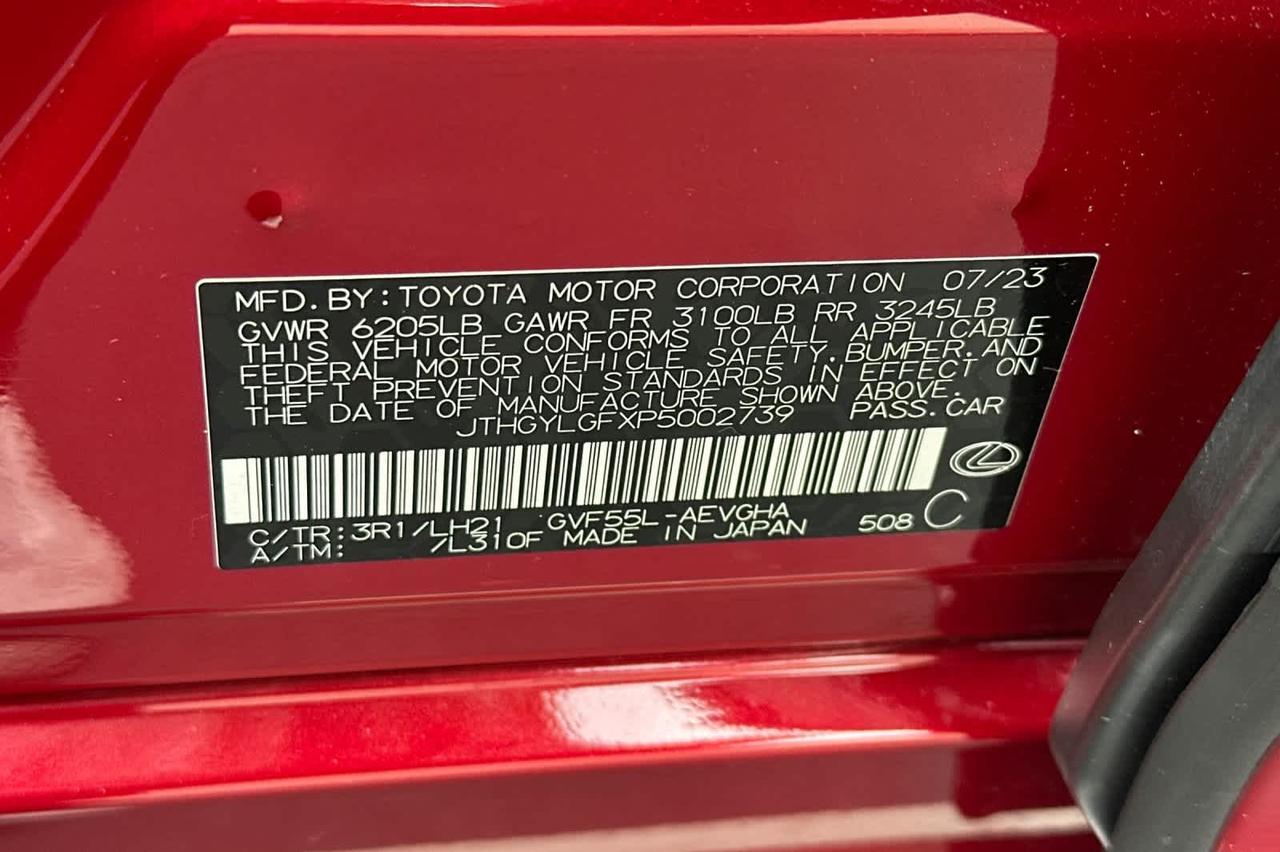 MFD. BY: TOYOTA MOTOR CORPORATION 07/23
GVWR 6205LB GAWR FR 3100LB RR 3245LB
THIS VEHICLE CONFORMS TO ALL APPLICABLE
FEDERAL MOTOR VEHICLE SAFETY, BUMPER, AND
THEFT PREVENTION STANDARDS IN EFFECT ON
THE DATE OF MANUFACTURE SHOWN ABOVE.
JTHGYLGFXP5002739 PASS. CAR
C/TR: 3R1/LH21 GVF55L-AEVGHA 508 C
A/TM: /L310F MADE IN JAPAN